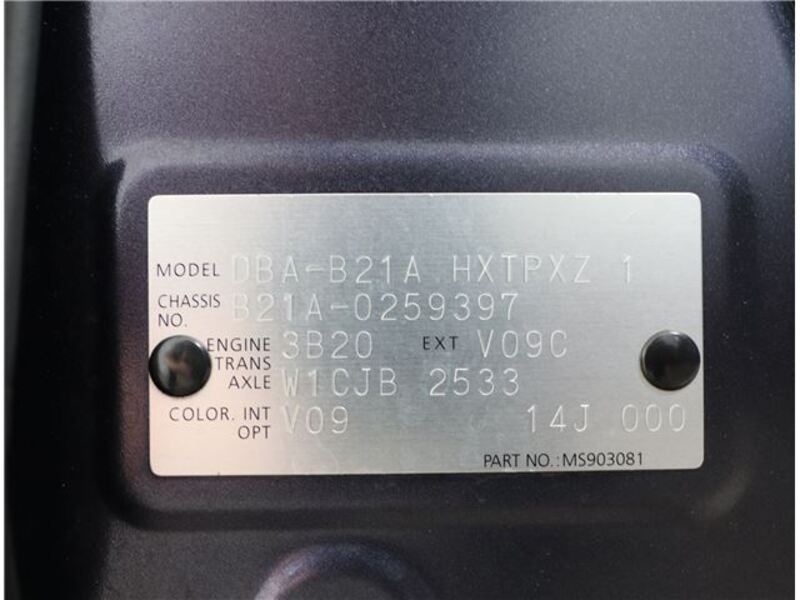 MODEL DBA-B21A HXTPXZ 1
CHASSIS NO. B21A-0259397
ENGINE 3B20 EXT V09C
TRANS AXLE W1CJB 2533
COLOR. INT OPT V09 14J 000
PART NO.:MS903081